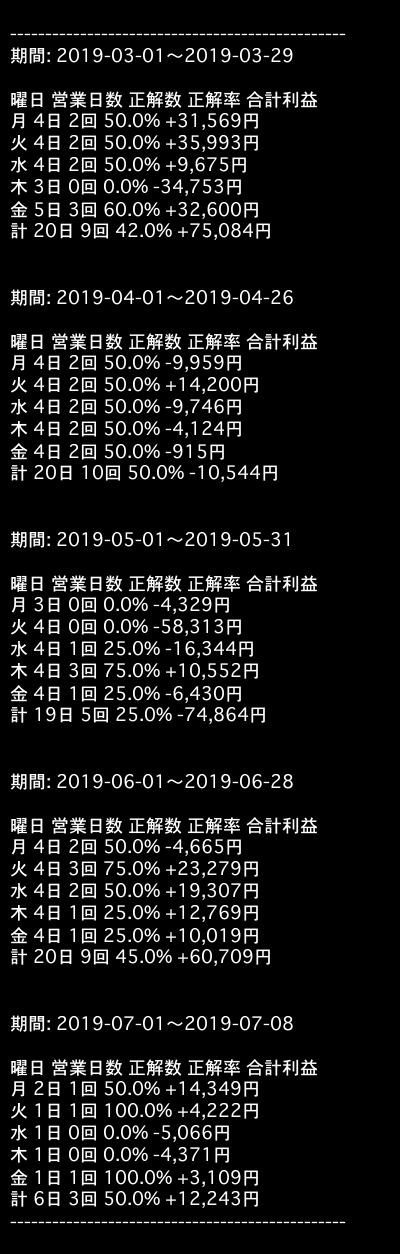 ------------------------------------------------
期間: 2019-03-01〜2019-03-29
曜日 営業日数 正解数 正解率 合計利益
月 4日 2回 50.0% +31,569円
火 4日 2回 50.0% +35,993円
水 4日 2回 50.0% +9,675円
木 3日 0回 0.0% -34,753円
金 5日 3回 60.0% +32,600円
計 20日 9回 42.0% +75,084円
期間: 2019-04-01〜2019-04-26
曜日 営業日数 正解数 正解率 合計利益
月 4日 2回 50.0% -9,959円
火 4日 2回 50.0% +14,200円
水 4日 2回 50.0% -9,746円
木 4日 2回 50.0% -4,124円
金 4日 2回 50.0% -915円
計 20日 10回 50.0% -10,544円
期間: 2019-05-01〜2019-05-31
曜日 営業日数 正解数 正解率 合計利益
月 3日 0回 0.0% -4,329円
火 4日 0回 0.0% -58,313円
水 4日 1回 25.0% -16,344円
木 4日 3回 75.0% +10,552円
金 4日 1回 25.0% -6,430円
計 19日 5回 25.0% -74,864円
期間: 2019-06-01〜2019-06-28
曜日 営業日数 正解数 正解率 合計利益
月 4日 2回 50.0% -4,665円
火 4日 3回 75.0% +23,279円
水 4日 2回 50.0% +19,307円
木 4日 1回 25.0% +12,769円
金 4日 1回 25.0% +10,019円
計 20日 9回 45.0% +60,709円
期間: 2019-07-01〜2019-07-08
曜日 営業日数 正解数 正解率 合計利益
月 2日 1回 50.0% +14,349円
火 1日 1回 100.0% +4,222円
水 1日 0回 0.0% -5,066円
木 1日 0回 0.0% -4,371円
金 1日 1回 100.0% +3,109円
計 6日 3回 50.0% +12,243円
------------------------------------------------